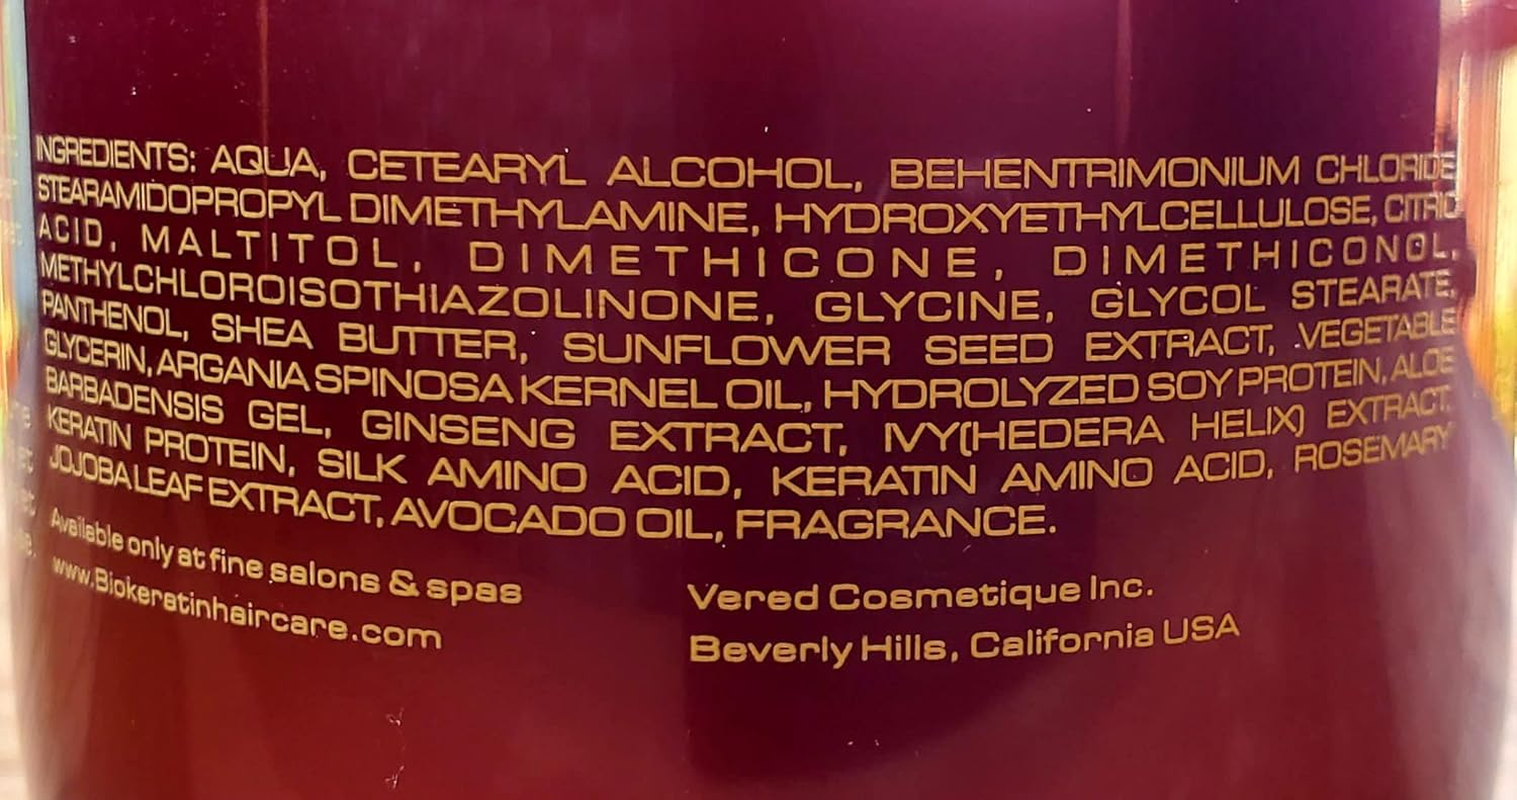 INGREDIENTS: AQUA, CETEARYL ALCOHOL, BEHENTRIMONIUM CHLORIDE
STEARAMIDOPROPYL DIMETHYLAMINE, HYDROXYETHYLCELLULOSE, CITRIC
ACID, MALTITOL, DIMETHICONE, DIMETHICONOL,
METHYLCHLOROISOTHIAZOLINONE, GLYCINE, GLYCOL STEARATE,
PANTHENOL, SHEA BUTTER, SUNFLOWER SEED EXTRACT, VEGETABLE
GLYCERIN, ARGANIA SPINOSA KERNEL OIL, HYDROLYZED SOY PROTEIN, ALOE
BARBADENSIS GEL, GINSENG EXTRACT, IVY(HEDERA HELIX) EXTRACT,
KERATIN PROTEIN, SILK AMINO ACID, KERATIN AMINO ACID, ROSEMARY
JOJOBA LEAF EXTRACT, AVOCADO OIL, FRAGRANCE.
Available only at fine salons & spas
www.Biokeratinhaircare.com
Vered Cosmetique Inc.
Beverly Hills, California USA